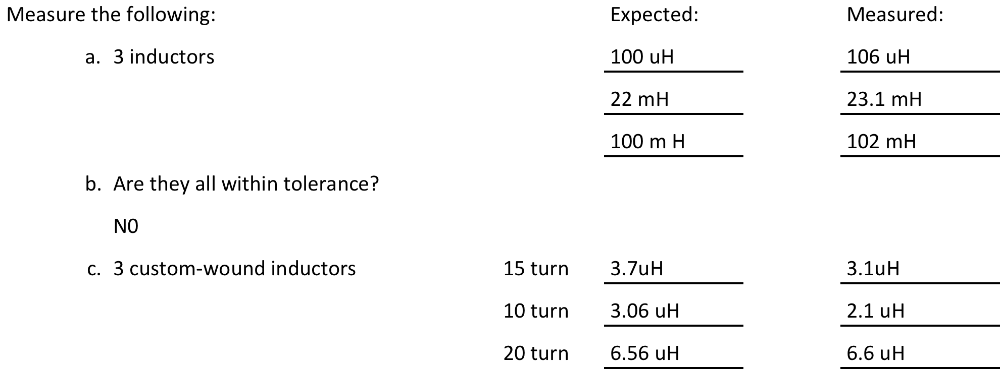 Measure the following: Expected: Measured:
a. 3 inductors 100 uH 106 uH
22 mH 23.1 mH
100 m H 102 mH
b. Are they all within tolerance?
N0
c. 3 custom-wound inductors 15 turn 3.7uH 3.1uH
10 turn 3.06 uH 2.1 uH
20 turn 6.56 uH 6.6 uH